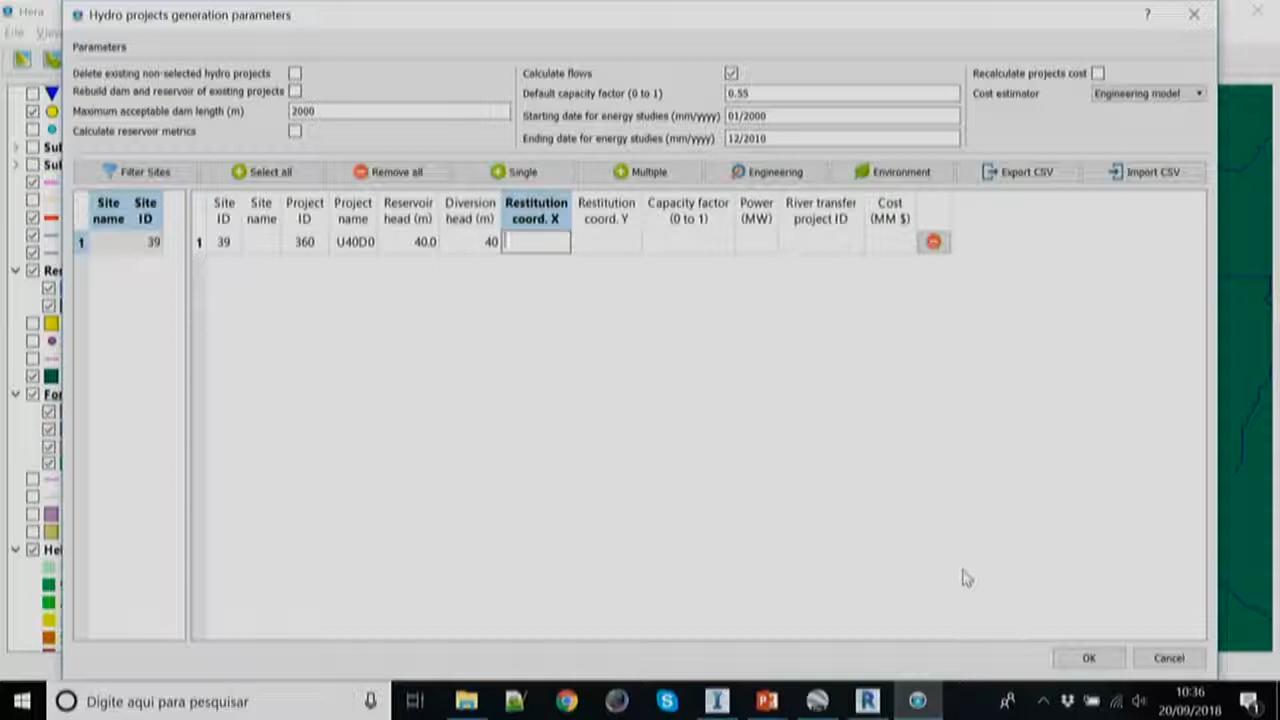 Hera
Hydro projects generation parameters
?
File
Parameters
Delete existing non-selected hydro projects
Rebuild dam and reservoir of existing projects
Maximum acceptable dam length (m) 2000
Calculate reservoir metrics
Calculate flows
Default capacity factor (0 to 1) 0.55
Starting date for energy studies (mm/yyyy) 01/2000
Ending date for energy studies (mm/yyyy) 12/2010
Recalculate projects cost
Cost estimator Engineering model
Filter Sites Select all Remove all Single Multiple Engineering Environment Export CSV Import CSV
Site name Site ID
1 39
Site ID Site name Project ID Project name Reservoir head (m) Diversion head (m) Restitution coord. X Restitution coord. Y Capacity factor (0 to 1) Power (MW) River transfer project ID Cost (MM $)
1 39 360 U40D0 40.0 40
OK Cancel
Digite aqui para pesquisar
10:36
20/09/2018